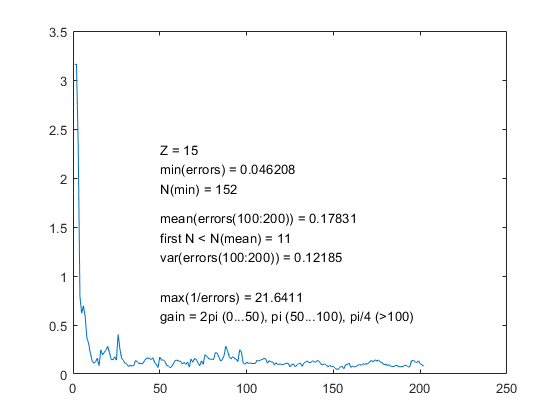 3.5
3
2.5
2
1.5
1
0.5
0
Z = 15
min(errors) = 0.046208
N(min) = 152
mean(errors(100:200)) = 0.17831
first N < N(mean) = 11
var(errors(100:200)) = 0.12185
max(1/errors) = 21.6411
gain = 2pi (0...50), pi (50...100), pi/4 (>100)
0 50 100 150 200 250